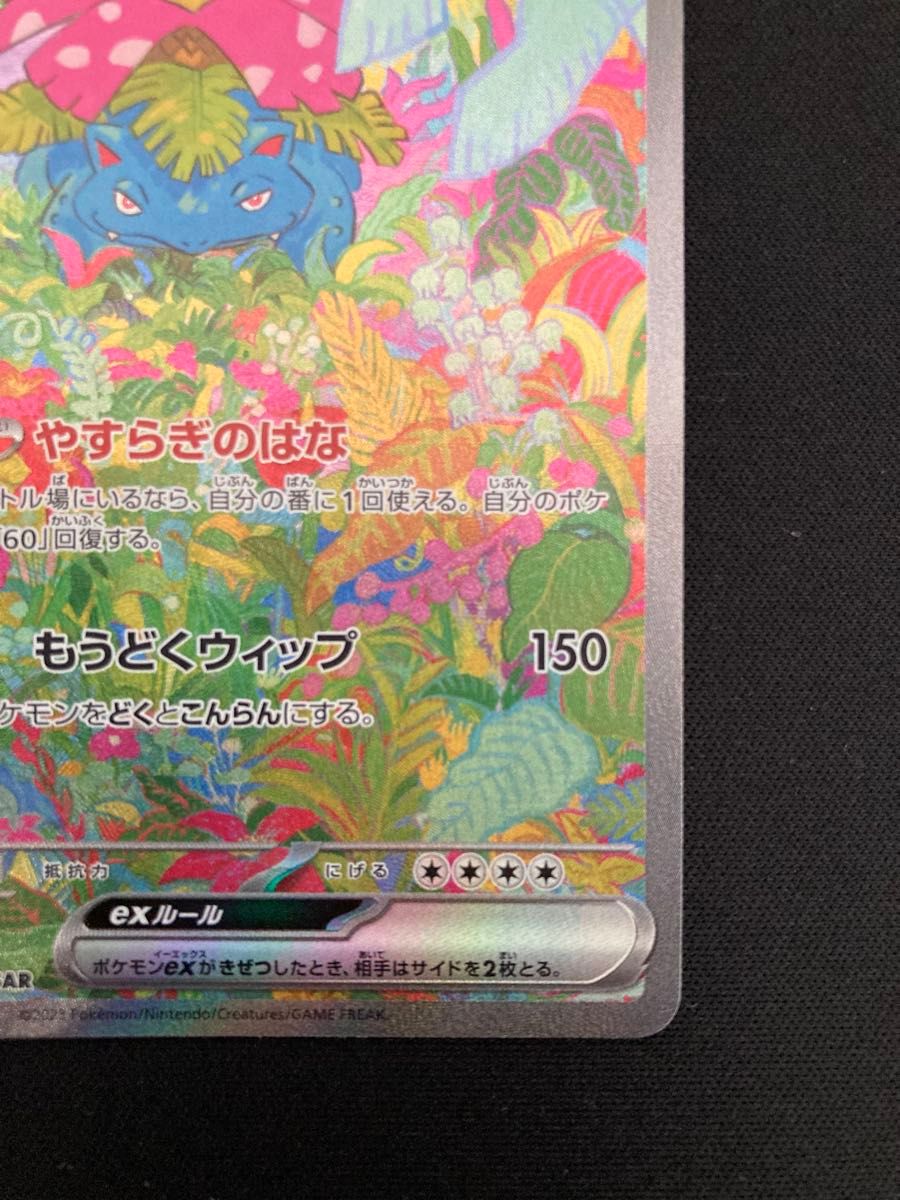 やすらぎのはな
トル場にいるなら、自分の番に1回使える。自分のポケ
「60」回復する。
もうどくウィップ 150
ケモンをどくとこんらんにする。
抵抗力 にげる
exルール
ポケモンexがきぜつしたとき、相手はサイドを2枚とる。
SAR
©2023 Pokémon/Nintendo/Creatures/GAME FREAK.